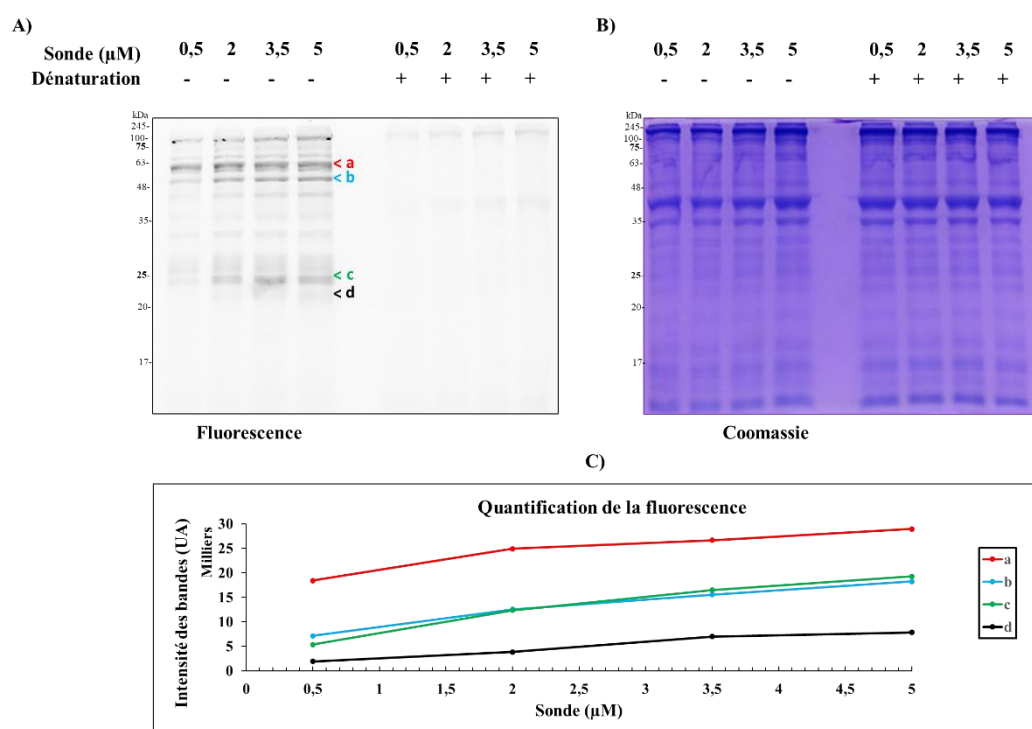 A)
Sonde (µM) 0,5 2 3,5 5 0,5 2 3,5 5
Dénaturation - - - - + + + +
kDa
245-
100-
75-
63-
48-
35-
25-
20-
17-
< a
< b
< c
< d
Fluorescence
B)
0,5 2 3,5 5 0,5 2 3,5 5
- - - - + + + +
kDa
245-
100-
75-
63-
48-
35-
25-
20-
17-
Coomassie
C)
Quantification de la fluorescence
Intensité des bandes (UA)
Milliers
30
25
20
15
10
5
0
0 0,5 1 1,5 2 2,5 3 3,5 4 4,5 5
Sonde (µM)
a
b
c
d